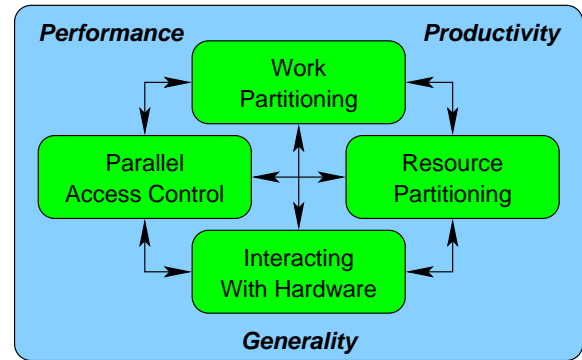 Performance
Productivity
Work
Partitioning
Parallel
Access Control
Resource
Partitioning
Interacting
With Hardware
Generality